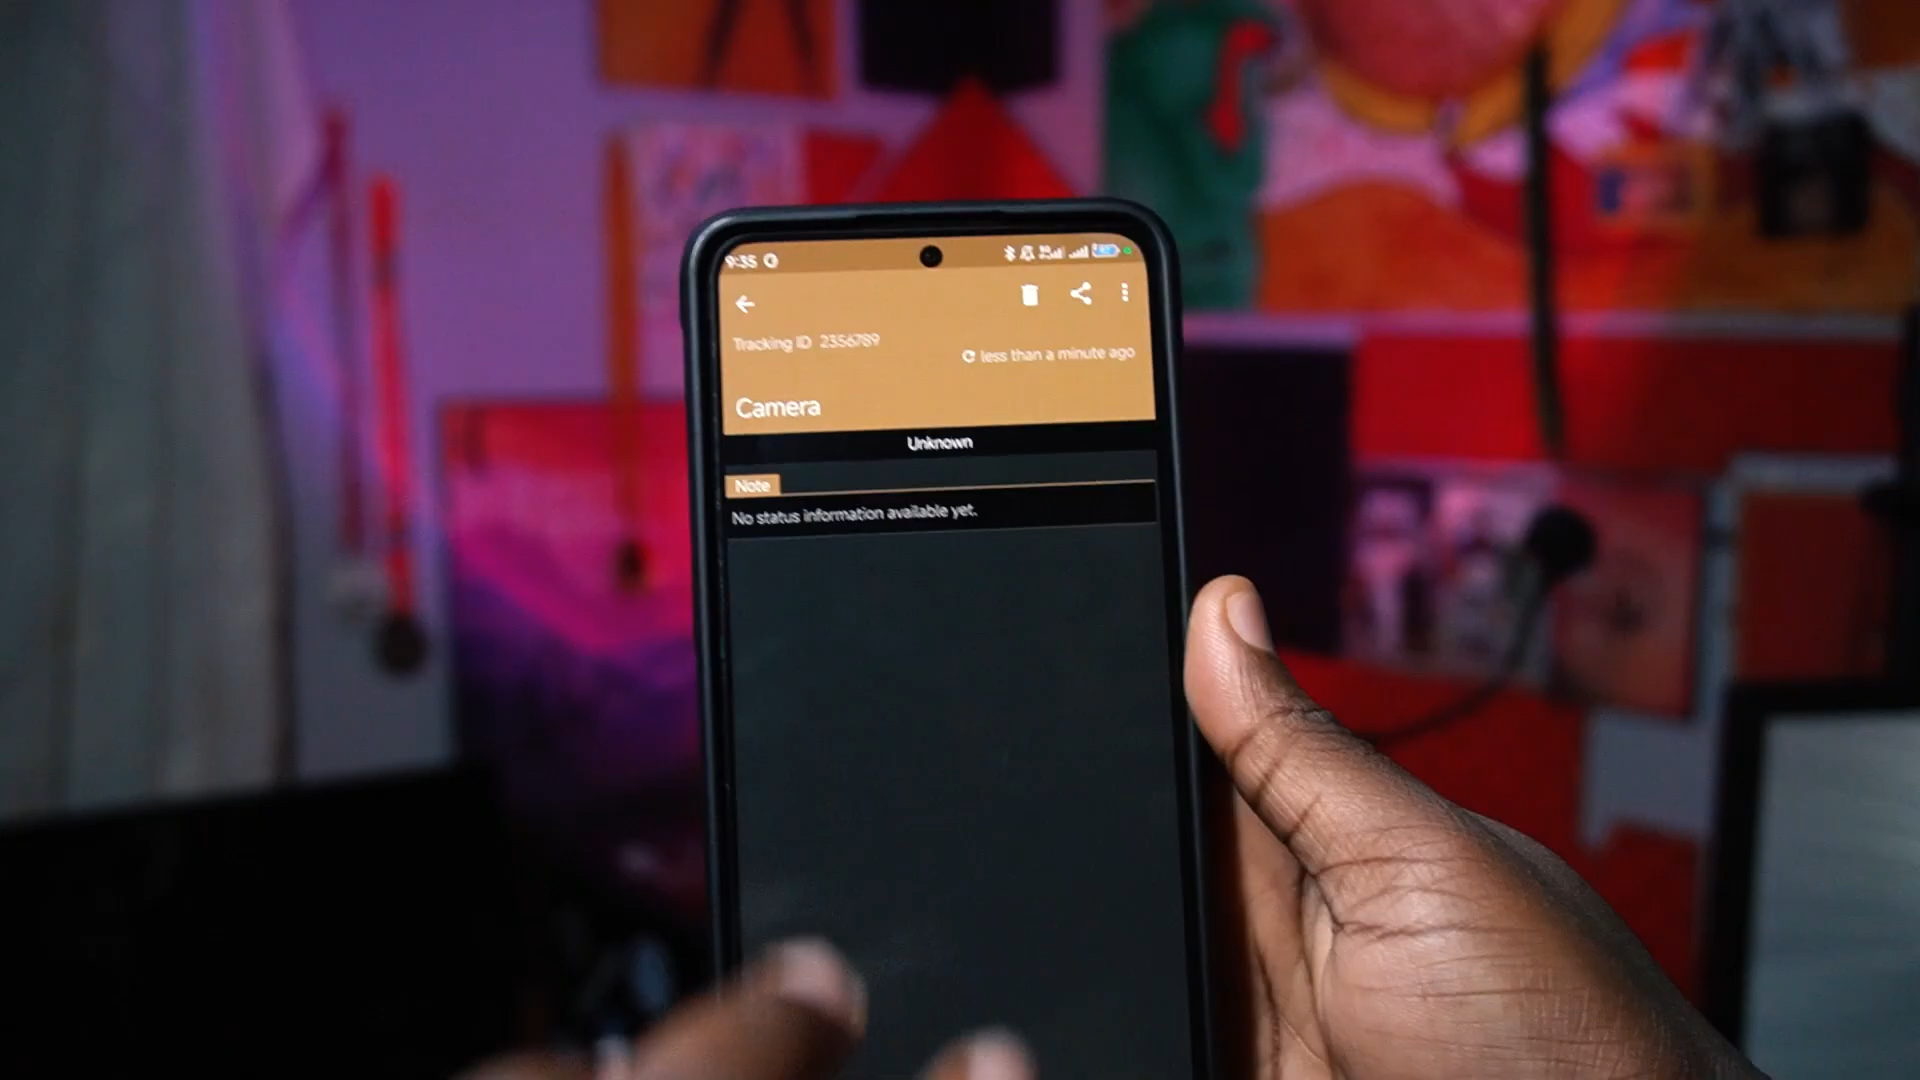 9:35
Tracking ID 2356789
less than a minute ago
Camera
Unknown
Note
No status information available yet.